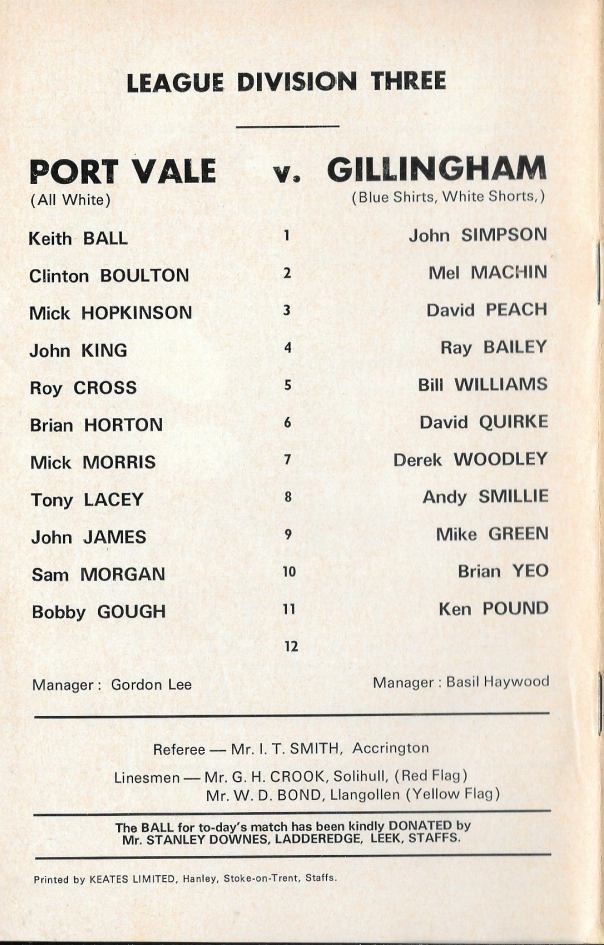 LEAGUE DIVISION THREE
PORT VALE v. GILLINGHAM
(All White) (Blue Shirts, White Shorts,)
Keith BALL 1 John SIMPSON
Clinton BOULTON 2 Mel MACHIN
Mick HOPKINSON 3 David PEACH
John KING 4 Ray BAILEY
Roy CROSS 5 Bill WILLIAMS
Brian HORTON 6 David QUIRKE
Mick MORRIS 7 Derek WOODLEY
Tony LACEY 8 Andy SMILLIE
John JAMES 9 Mike GREEN
Sam MORGAN 10 Brian YEO
Bobby GOUGH 11 Ken POUND
12
Manager : Gordon Lee Manager : Basil Haywood
Referee — Mr. I. T. SMITH, Accrington
Linesmen — Mr. G. H. CROOK, Solihull, (Red Flag)
Mr. W. D. BOND, Llangollen (Yellow Flag)
The BALL for to-day's match has been kindly DONATED by
Mr. STANLEY DOWNES, LADDEREDGE, LEEK, STAFFS.
Printed by KEATES LIMITED, Hanley, Stoke-on-Trent, Staffs.